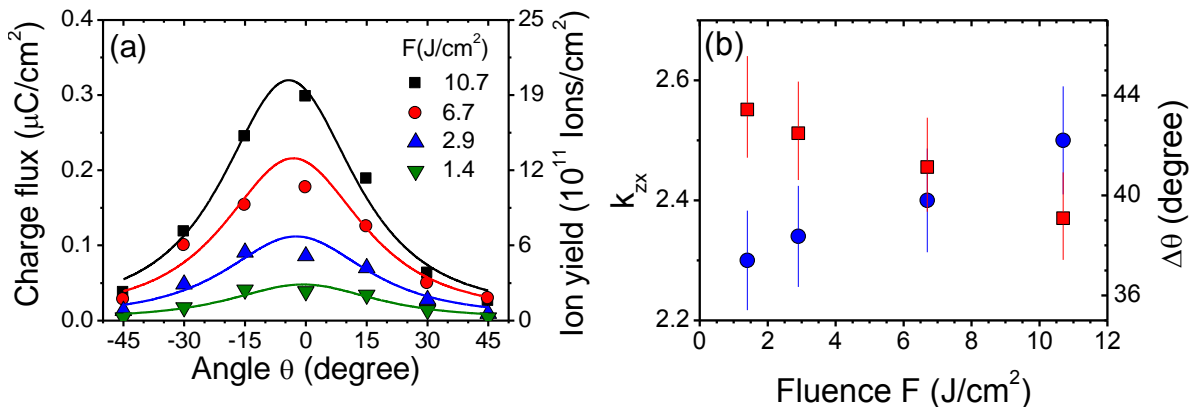 (a)
F(J/cm²)
10.7
6.7
2.9
1.4
0.4
0.3
0.2
0.1
0.0
25
19
12
6
0
-45 -30 -15 0 15 30 45
Charge flux (μC/cm²)
Ion yield (10¹¹ Ions/cm²)
Angle θ (degree)
(b)
2.6
2.4
2.2
44
40
36
0 2 4 6 8 10 12
k_zx
Δθ (degree)
Fluence F (J/cm²)